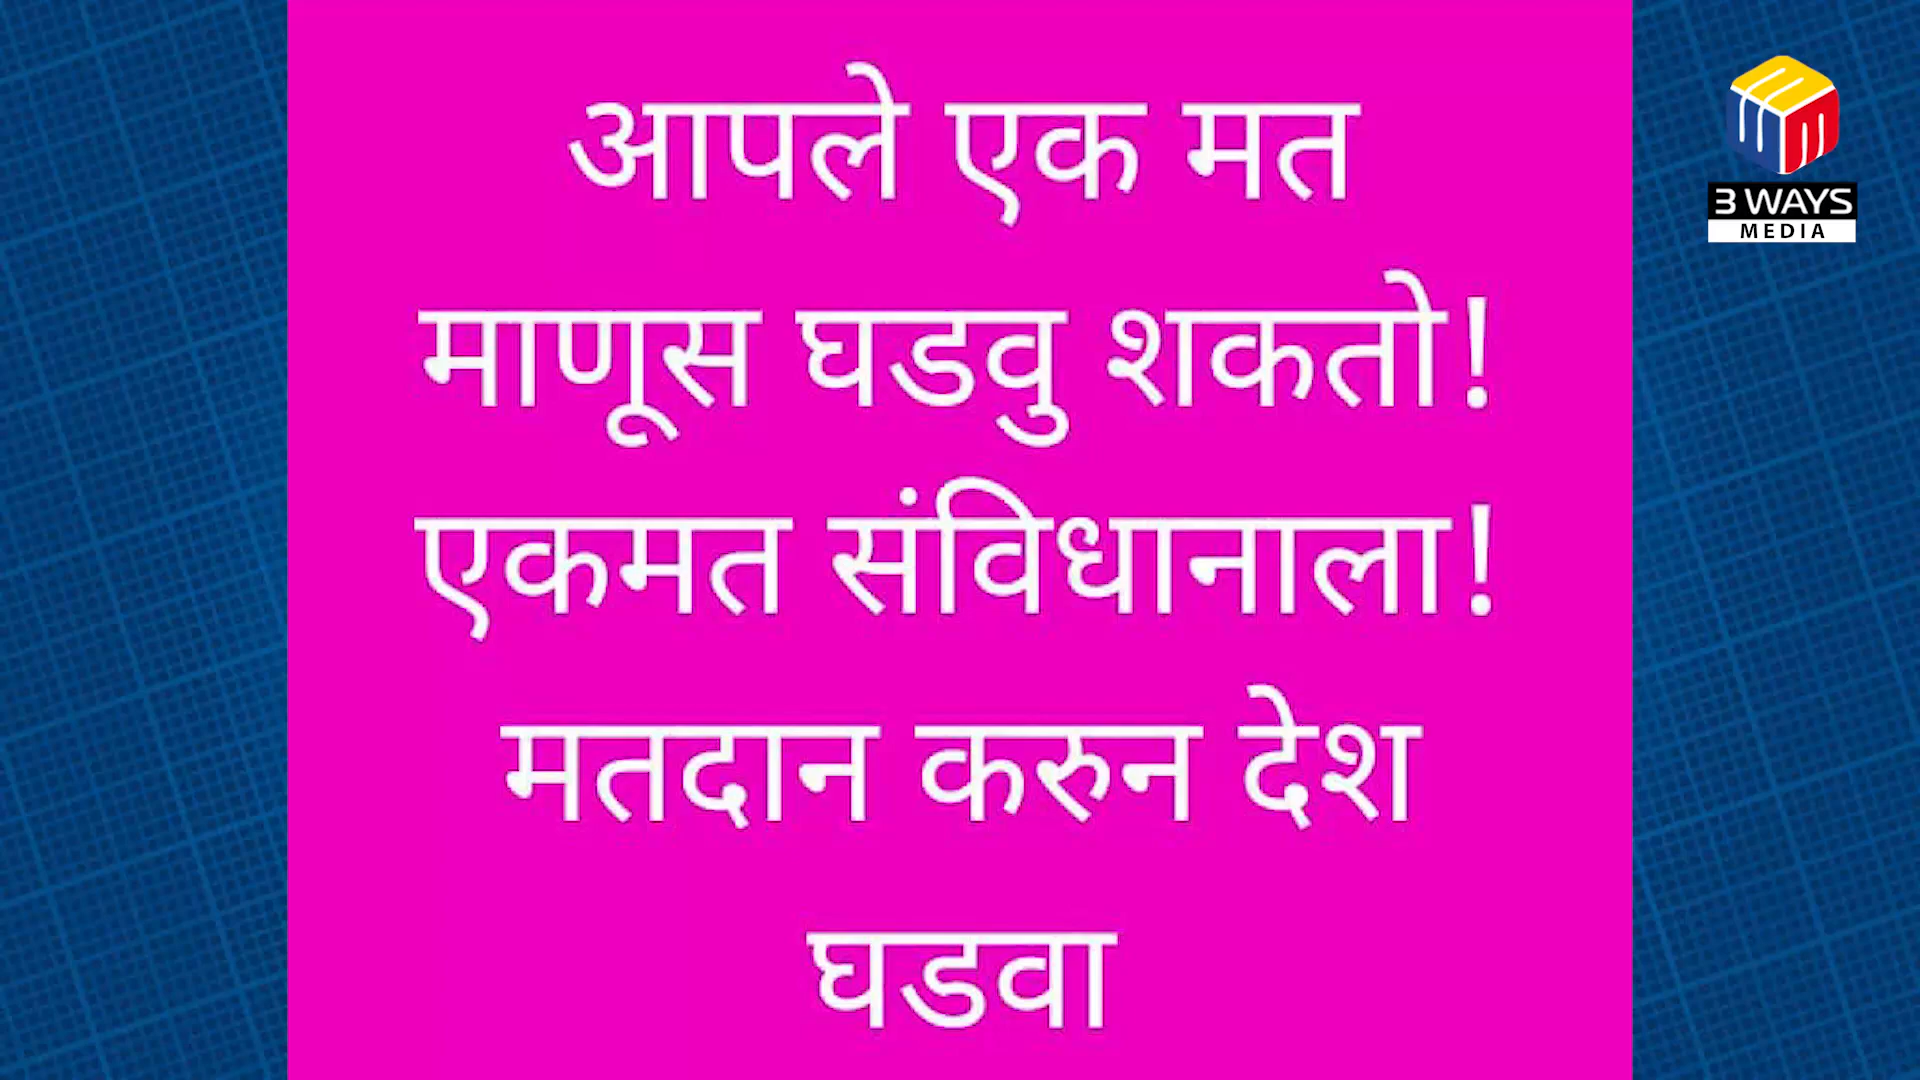 आपले एक मत
माणूस घडवु शकतो!
एकमत संविधानाला!
मतदान करुन देश
घडवा
3 WAYS
MEDIA